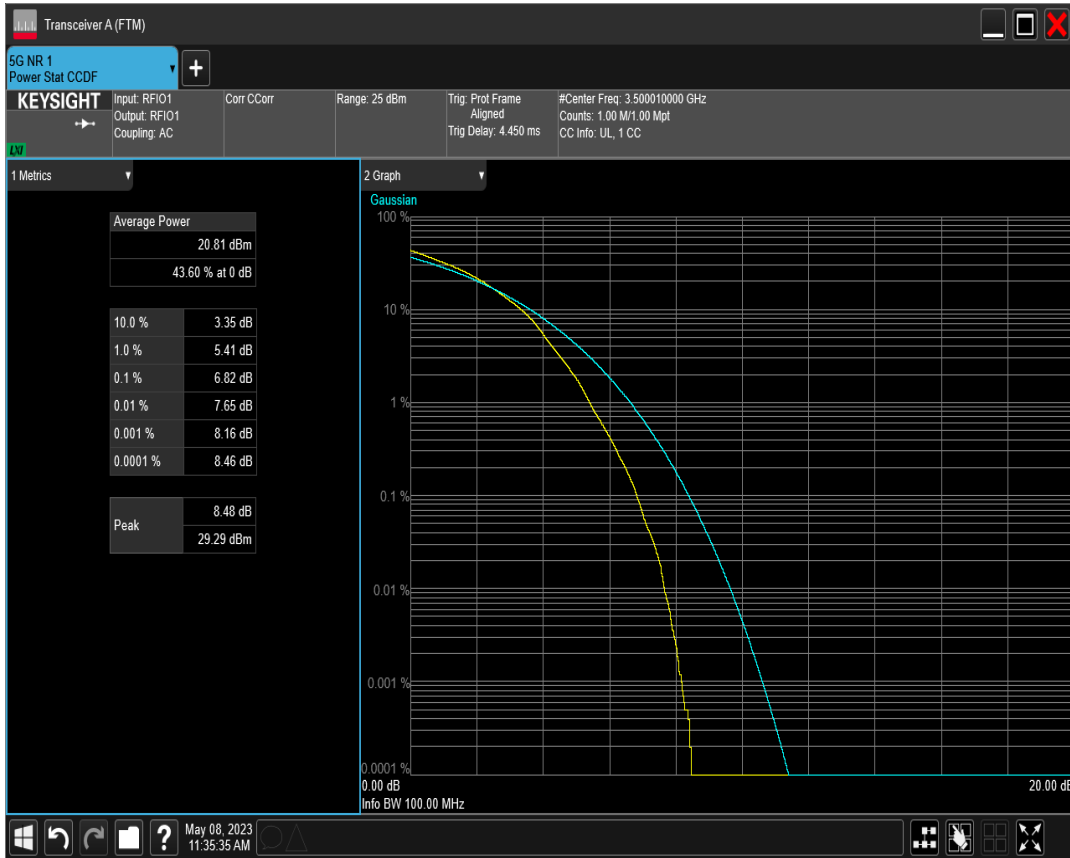 Transceiver A (FTM)
5G NR 1
Power Stat CCDF
KEYSIGHT
LXI
Input: RFIO1
Output: RFIO1
Coupling: AC
Corr CCorr
Range: 25 dBm
Trig: Prot Frame
Aligned
Trig Delay: 4.450 ms
#Center Freq: 3.500010000 GHz
Counts: 1.00 M/1.00 Mpt
CC Info: UL, 1 CC
1 Metrics
Average Power
20.81 dBm
43.60 % at 0 dB
10.0 % 3.35 dB
1.0 % 5.41 dB
0.1 % 6.82 dB
0.01 % 7.65 dB
0.001 % 8.16 dB
0.0001 % 8.46 dB
Peak
8.48 dB
29.29 dBm
2 Graph
Gaussian
100 %
10 %
1 %
0.1 %
0.01 %
0.001 %
0.0001 %
0.00 dB 20.00 dB
Info BW 100.00 MHz
?
May 08, 2023
11:35:35 AM